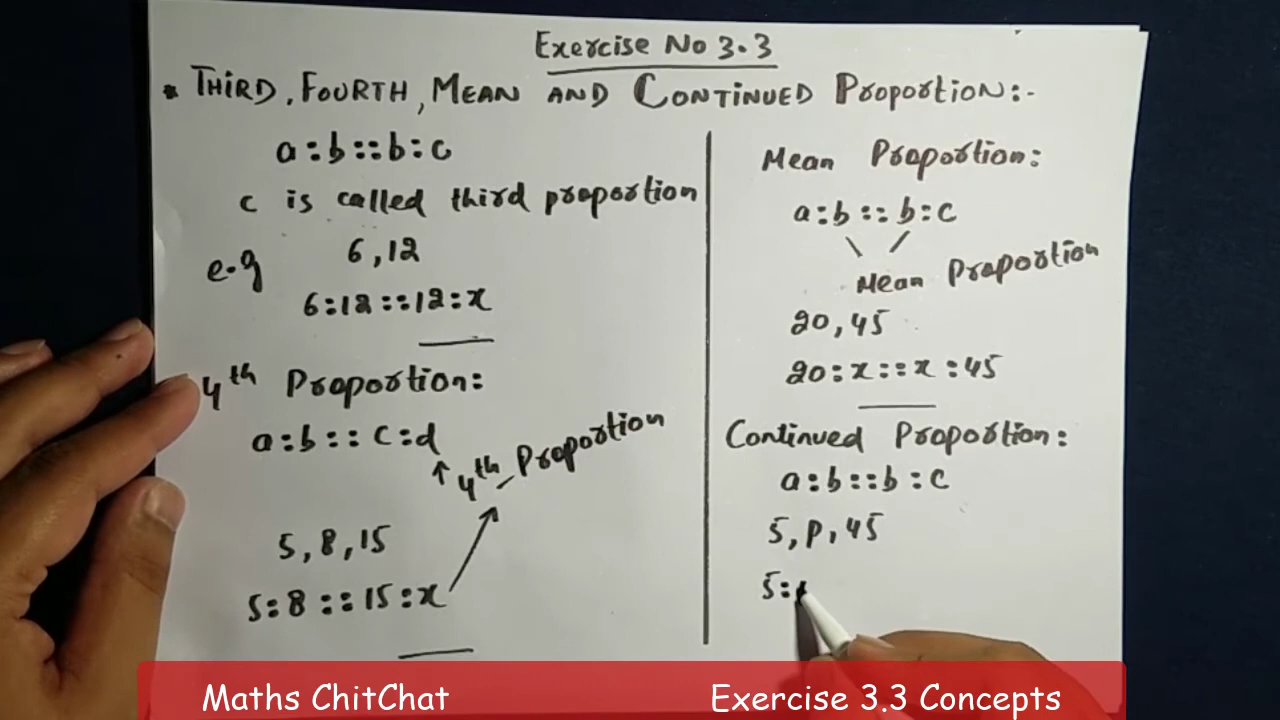 Exercise No 3.3
* THIRD, FOURTH, MEAN AND CONTINUED PROPORTION:-
a:b::b:c
c is called third proportion
e.g 6,12
6:12::12:x
4th Proportion:
a:b::c:d
4th Proportion
5,8,15
5:8::15:x
Mean Proportion:
a:b::b:c
Mean Proportion
20,45
20:x::x:45
Continued Proportion:
a:b::b:c
5,P,45
5:
Maths ChitChat
Exercise 3.3 Concepts